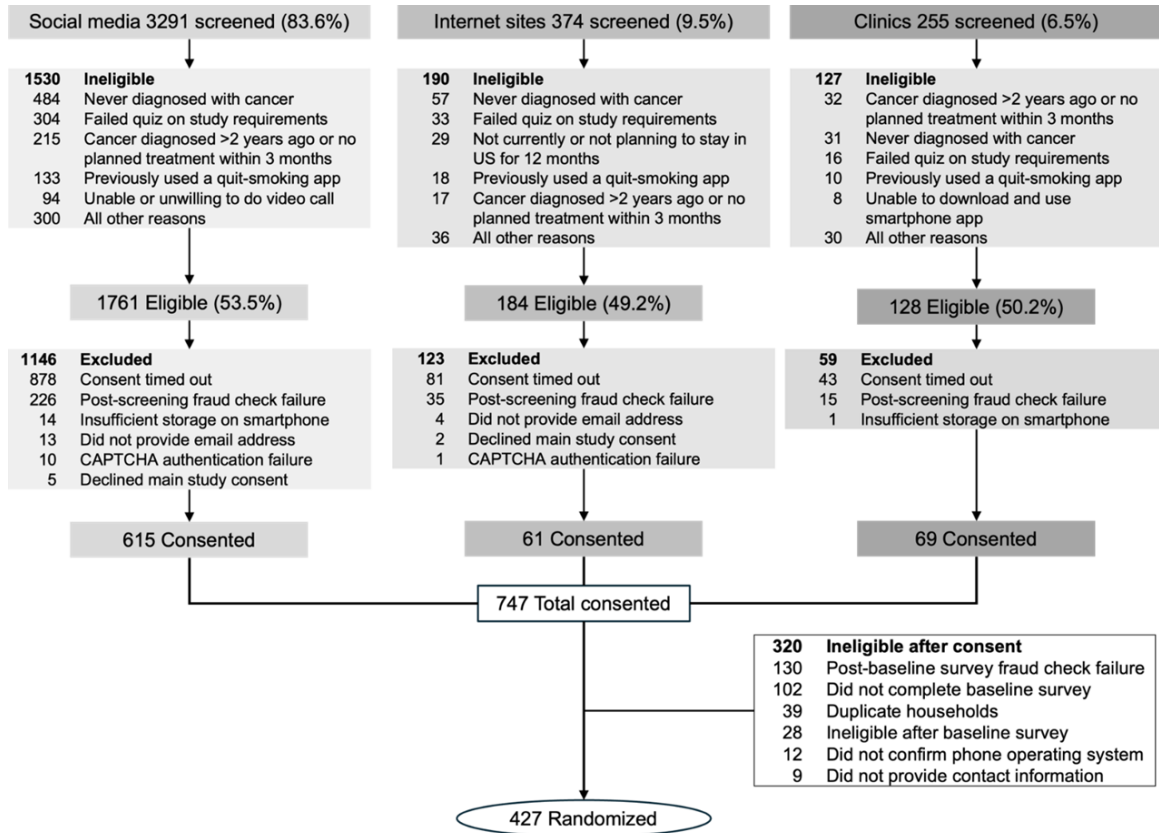 Social media 3291 screened (83.6%)
1530 Ineligible
484 Never diagnosed with cancer
304 Failed quiz on study requirements
215 Cancer diagnosed >2 years ago or no
planned treatment within 3 months
133 Previously used a quit-smoking app
94 Unable or unwilling to do video call
300 All other reasons
1761 Eligible (53.5%)
1146 Excluded
878 Consent timed out
226 Post-screening fraud check failure
14 Insufficient storage on smartphone
13 Did not provide email address
10 CAPTCHA authentication failure
5 Declined main study consent
615 Consented
Internet sites 374 screened (9.5%)
190 Ineligible
57 Never diagnosed with cancer
33 Failed quiz on study requirements
29 Not currently or not planning to stay in
US for 12 months
18 Previously used a quit-smoking app
17 Cancer diagnosed >2 years ago or no
planned treatment within 3 months
36 All other reasons
184 Eligible (49.2%)
123 Excluded
81 Consent timed out
35 Post-screening fraud check failure
4 Did not provide email address
2 Declined main study consent
1 CAPTCHA authentication failure
61 Consented
Clinics 255 screened (6.5%)
127 Ineligible
32 Cancer diagnosed >2 years ago or no
planned treatment within 3 months
31 Never diagnosed with cancer
16 Failed quiz on study requirements
10 Previously used a quit-smoking app
8 Unable to download and use
smartphone app
30 All other reasons
128 Eligible (50.2%)
59 Excluded
43 Consent timed out
15 Post-screening fraud check failure
1 Insufficient storage on smartphone
69 Consented
747 Total consented
320 Ineligible after consent
130 Post-baseline survey fraud check failure
102 Did not complete baseline survey
39 Duplicate households
28 Ineligible after baseline survey
12 Did not confirm phone operating system
9 Did not provide contact information
427 Randomized